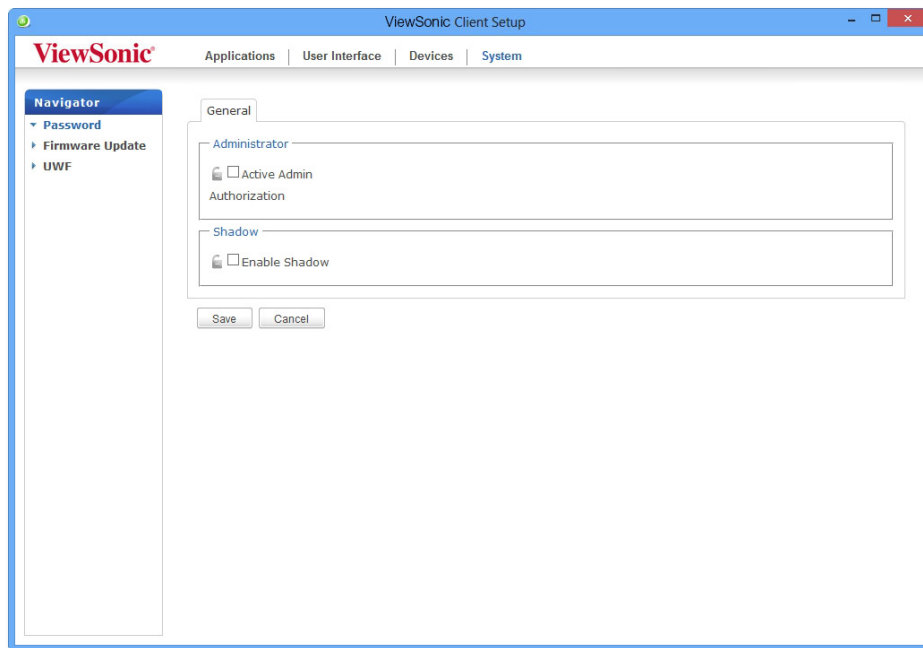 ViewSonic Client Setup
ViewSonic®
Applications | User Interface | Devices | System
Navigator
Password
Firmware Update
UWF
General
Administrator
Active Admin
Authorization
Shadow
Enable Shadow
Save Cancel